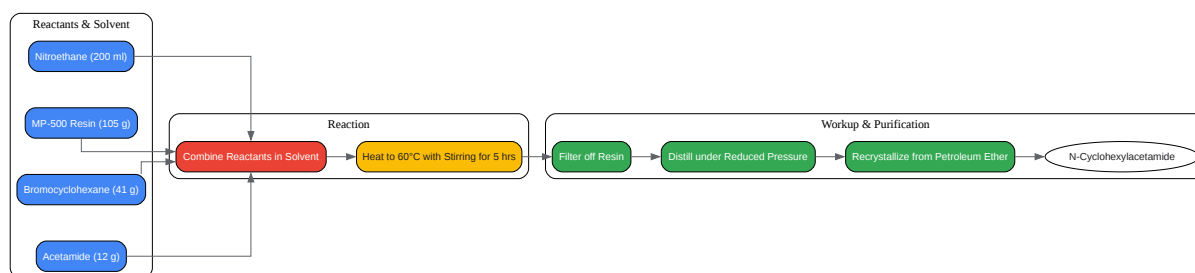 Reactants & Solvent
Nitroethane (200 ml)
MP-500 Resin (105 g)
Bromocyclohexane (41 g)
Acetamide (12 g)
Reaction
Combine Reactants in Solvent
Heat to 60°C with Stirring for 5 hrs
Workup & Purification
Filter off Resin
Distill under Reduced Pressure
Recrystallize from Petroleum Ether
N-Cyclohexylacetamide